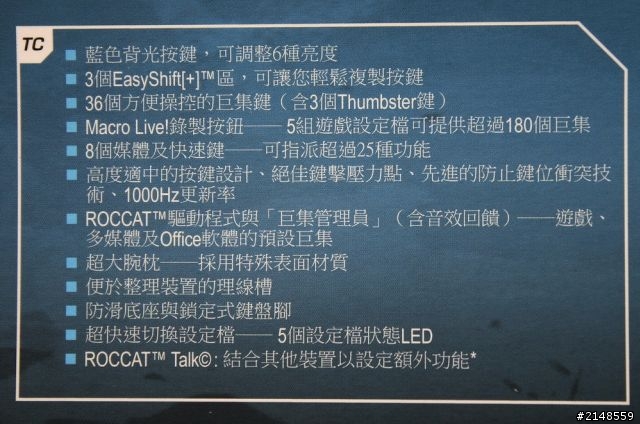 TC
藍色背光按鍵，可調整6種亮度
3個EasyShift[+]™區，可讓您輕鬆複製按鍵
36個方便操控的巨集鍵（含3個Thumbster鍵）
Macro Live!錄製按鈕—— 5組遊戲設定檔可提供超過180個巨集
8個媒體及快速鍵——可指派超過25種功能
高度適中的按鍵設計、絕佳鍵擊壓力點、先進的防止鍵位衝突技
術、1000Hz更新率
ROCCAT™驅動程式與「巨集管理員」（含音效回饋）——遊戲、
多媒體及Office軟體的預設巨集
超大腕枕——採用特殊表面材質
便於整理裝置的理線槽
防滑底座與鎖定式鍵盤腳
超快速切換設定檔—— 5個設定檔狀態LED
ROCCAT™ Talk©: 結合其他裝置以設定額外功能*
#2148559